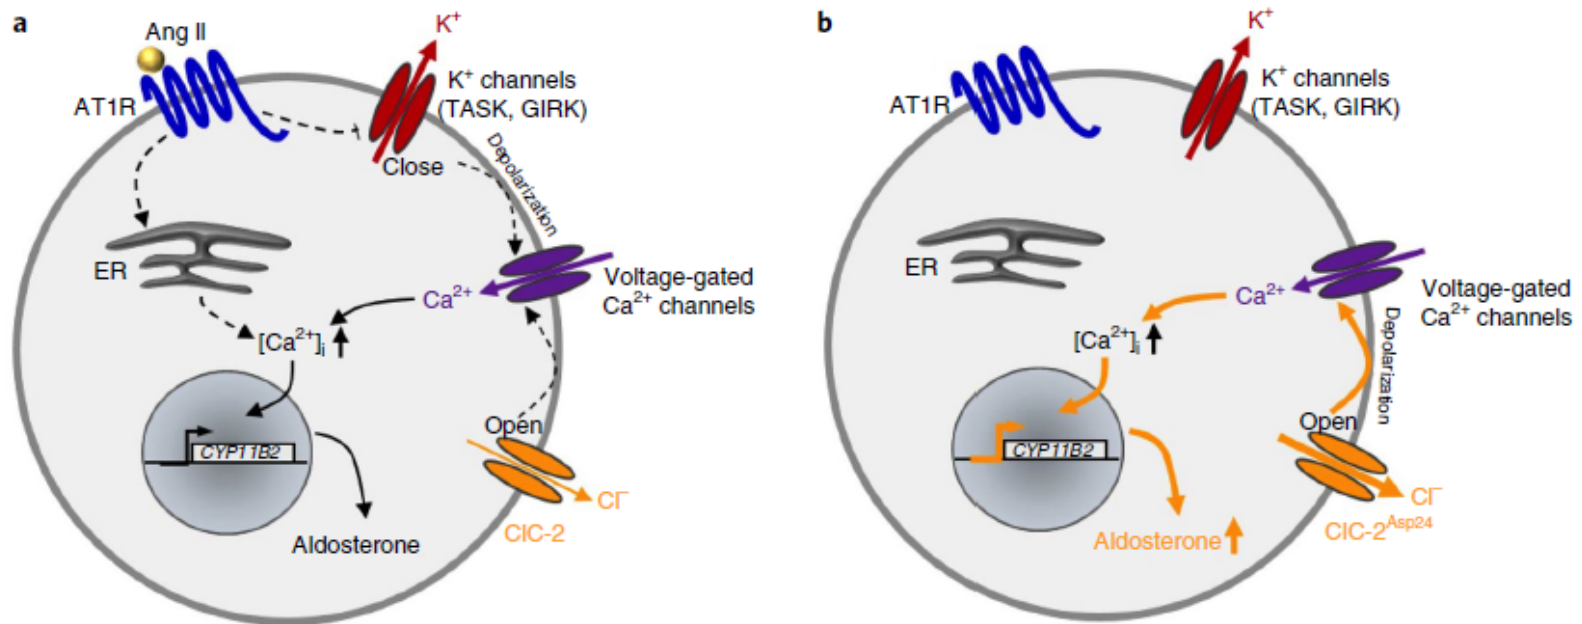 a
Ang II
AT1R
K⁺
K⁺ channels
(TASK, GIRK)
Close
Depolarization
ER
Ca²⁺
Voltage-gated
Ca²⁺ channels
[Ca²⁺]ᵢ
Open
CYP11B2
Cl⁻
ClC-2
Aldosterone
b
AT1R
K⁺
K⁺ channels
(TASK, GIRK)
ER
Ca²⁺
Voltage-gated
Ca²⁺ channels
[Ca²⁺]ᵢ
Depolarization
Open
CYP11B2
Cl⁻
ClC-2ᴬˢᵖ²⁴
Aldosterone